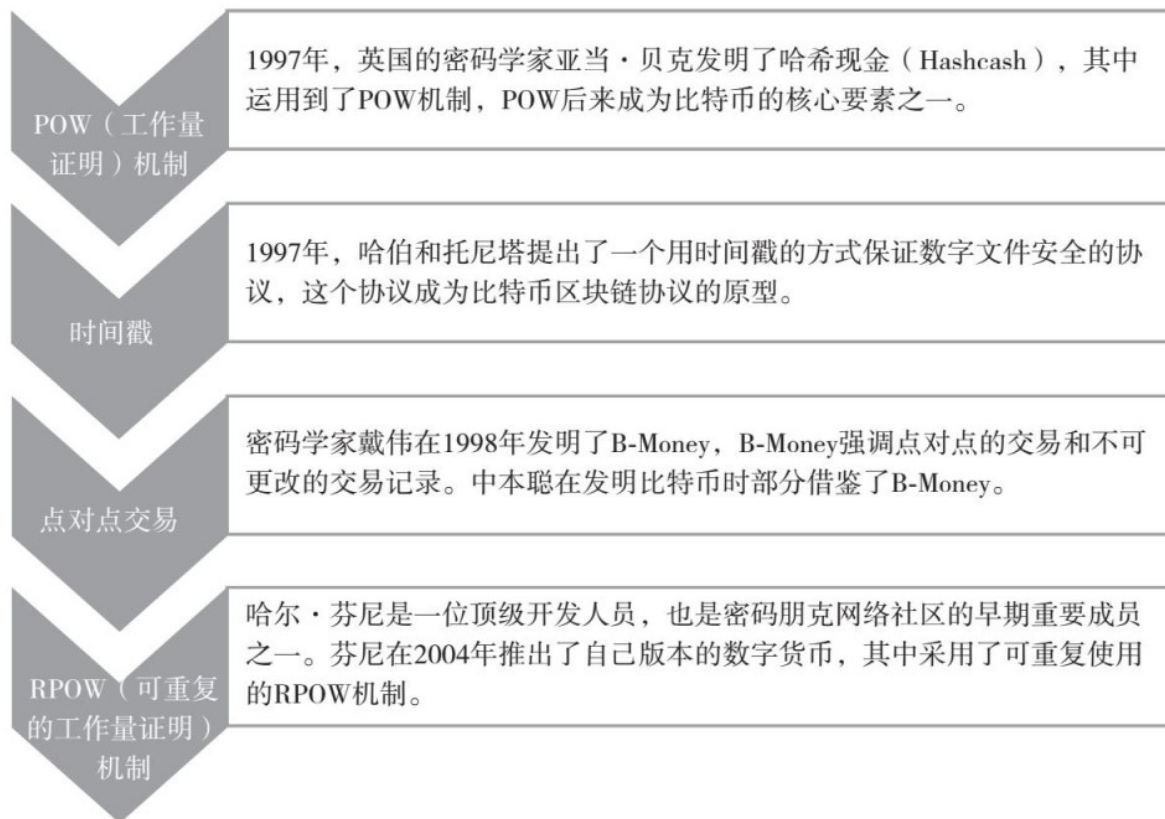 1997年，英国的密码学家亚当·贝克发明了哈希现金（Hashcash），其中
运用到了POW机制，POW后来成为比特币的核心要素之一。
POW（工作量
证明）机制
1997年，哈伯和托尼塔提出了一个用时间戳的方式保证数字文件安全的协
议，这个协议成为比特币区块链协议的原型。
时间戳
密码学家戴伟在1998年发明了B-Money，B-Money强调点对点的交易和不可
更改的交易记录。中本聪在发明比特币时部分借鉴了B-Money。
点对点交易
哈尔·芬尼是一位顶级开发人员，也是密码朋克网络社区的早期重要成员
之一。芬尼在2004年推出了自己版本的数字货币，其中采用了可重复使用
的RPOW机制。
RPOW（可重复
的工作量证明）
机制